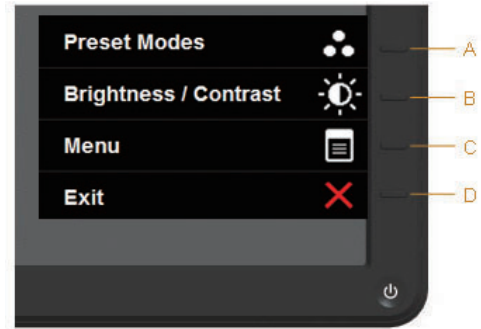 Preset Modes
A
Brightness / Contrast
B
Menu
C
Exit
D